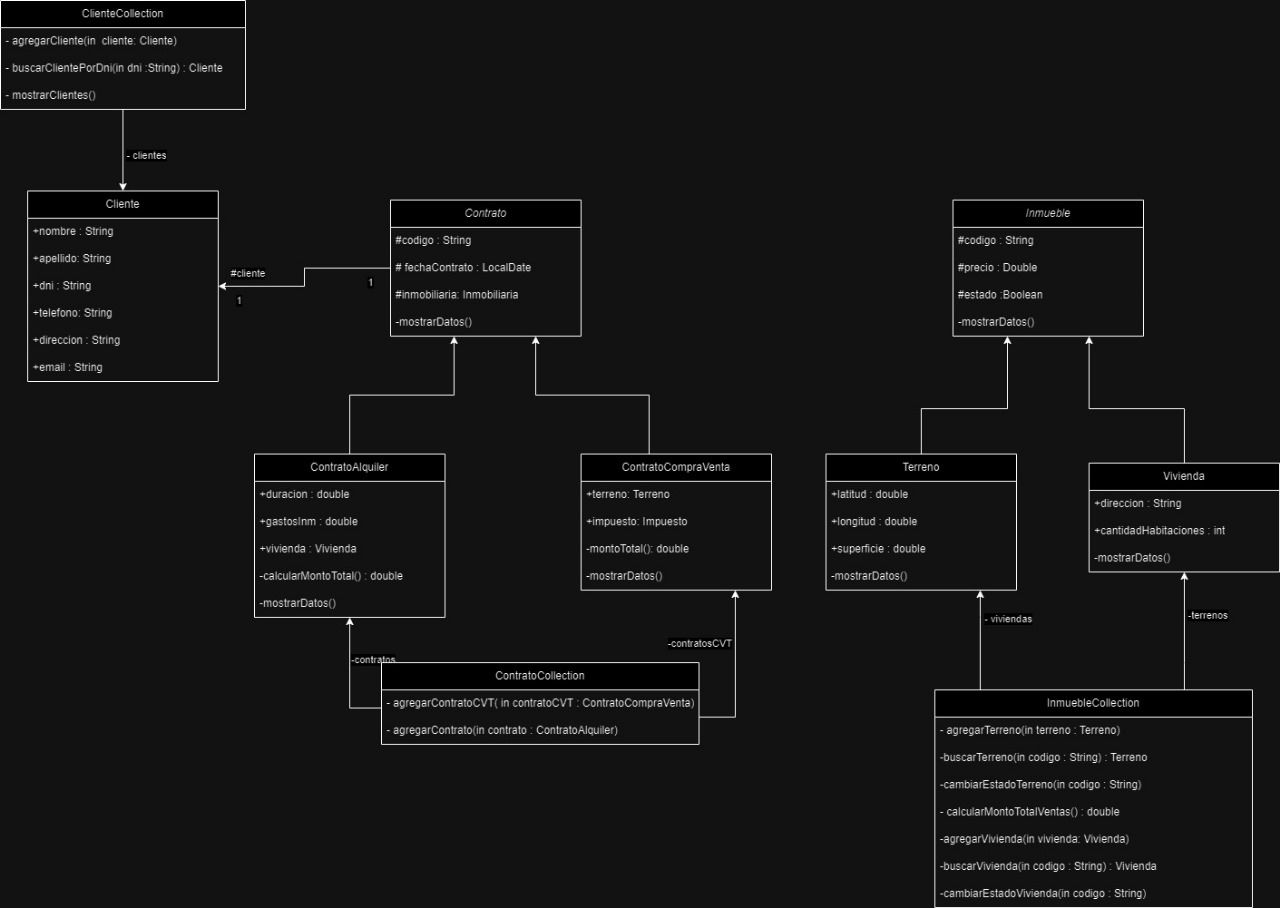 ClienteCollection
- agregarCliente(in  cliente: Cliente)
- buscarClientePorDni(in dni :String) : Cliente
- mostrarClientes()
- clientes
Cliente
+nombre : String
+apellido: String
+dni : String
+telefono: String
+direccion : String
+email : String
#cliente
1
1
Contrato
#codigo : String
# fechaContrato : LocalDate
#inmobiliaria: Inmobiliaria
-mostrarDatos()
Inmueble
#codigo : String
#precio : Double
#estado :Boolean
-mostrarDatos()
ContratoAlquiler
+duracion : double
+gastosInm : double
+vivienda : Vivienda
-calcularMontoTotal() : double
-mostrarDatos()
ContratoCompraVenta
+terreno: Terreno
+impuesto: Impuesto
-montoTotal(): double
-mostrarDatos()
Terreno
+latitud : double
+longitud : double
+superficie : double
-mostrarDatos()
Vivienda
+direccion : String
+cantidadHabitaciones : int
-mostrarDatos()
-contratos
-contratosCVT
- viviendas
-terrenos
ContratoCollection
- agregarContratoCVT( in contratoCVT : ContratoCompraVenta)
- agregarContrato(in contrato : ContratoAlquiler)
InmuebleCollection
- agregarTerreno(in terreno : Terreno)
-buscarTerreno(in codigo : String) : Terreno
-cambiarEstadoTerreno(in codigo : String)
- calcularMontoTotalVentas() : double
-agregarVivienda(in vivienda: Vivienda)
-buscarVivienda(in codigo : String) : Vivienda
-cambiarEstadoVivienda(in codigo : String)